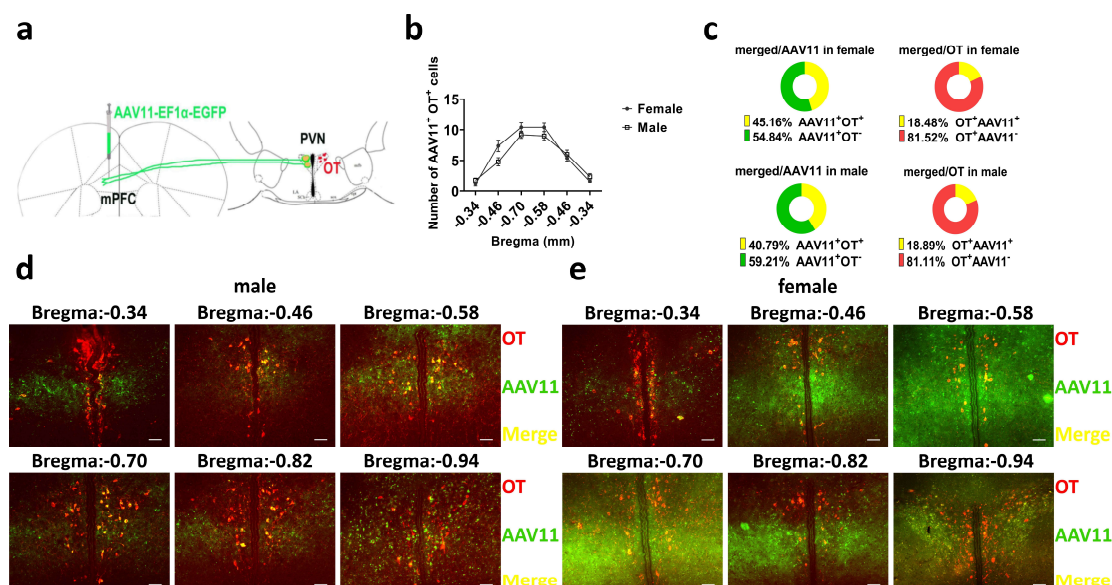 a
AAV11-EF1α-EGFP
PVN
OT
mPFC
b
Number of AAV11⁺ OT⁺ cells
15
10
5
0
-0.34
-0.46
-0.70
-0.58
-0.46
-0.34
Bregma (mm)
Female
Male
c
merged/AAV11 in female
45.16% AAV11⁺OT⁺
54.84% AAV11⁺OT⁻
merged/OT in female
18.48% OT⁺AAV11⁺
81.52% OT⁺AAV11⁻
merged/AAV11 in male
40.79% AAV11⁺OT⁺
59.21% AAV11⁺OT⁻
merged/OT in male
18.89% OT⁺AAV11⁺
81.11% OT⁺AAV11⁻
d
male
Bregma:-0.34
Bregma:-0.46
Bregma:-0.58
OT
AAV11
Merge
Bregma:-0.70
Bregma:-0.82
Bregma:-0.94
OT
AAV11
Merge
e
female
Bregma:-0.34
Bregma:-0.46
Bregma:-0.58
OT
AAV11
Merge
Bregma:-0.70
Bregma:-0.82
Bregma:-0.94
OT
AAV11
Merge